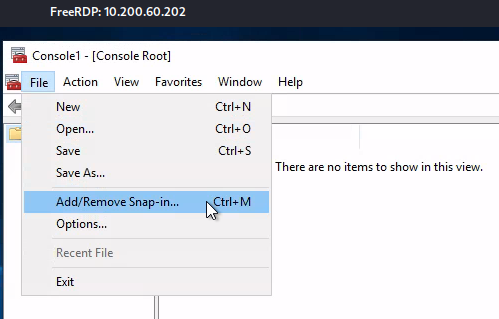 FreeRDP: 10.200.60.202
Console1 - [Console Root]
File Action View Favorites Window Help
New Ctrl+N
Open... Ctrl+O
Save Ctrl+S
Save As...
Add/Remove Snap-in... Ctrl+M
Options...
Recent File
Exit
There are no items to show in this view.